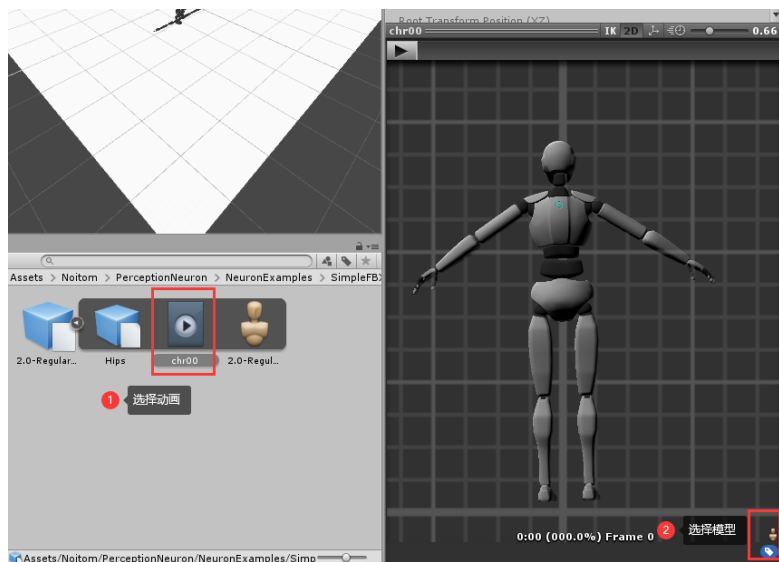 Root Transform Position (XZ)
chr00
IK 2D 0.66
Assets > Noitom > PerceptionNeuron > NeuronExamples > SimpleFBX
2.0-Regular... Hips chr00 2.0-Regul...
1 选择动画
0:00 (000.0%) Frame 0
2 选择模型
Assets/Noitom/PerceptionNeuron/NeuronExamples/Simp